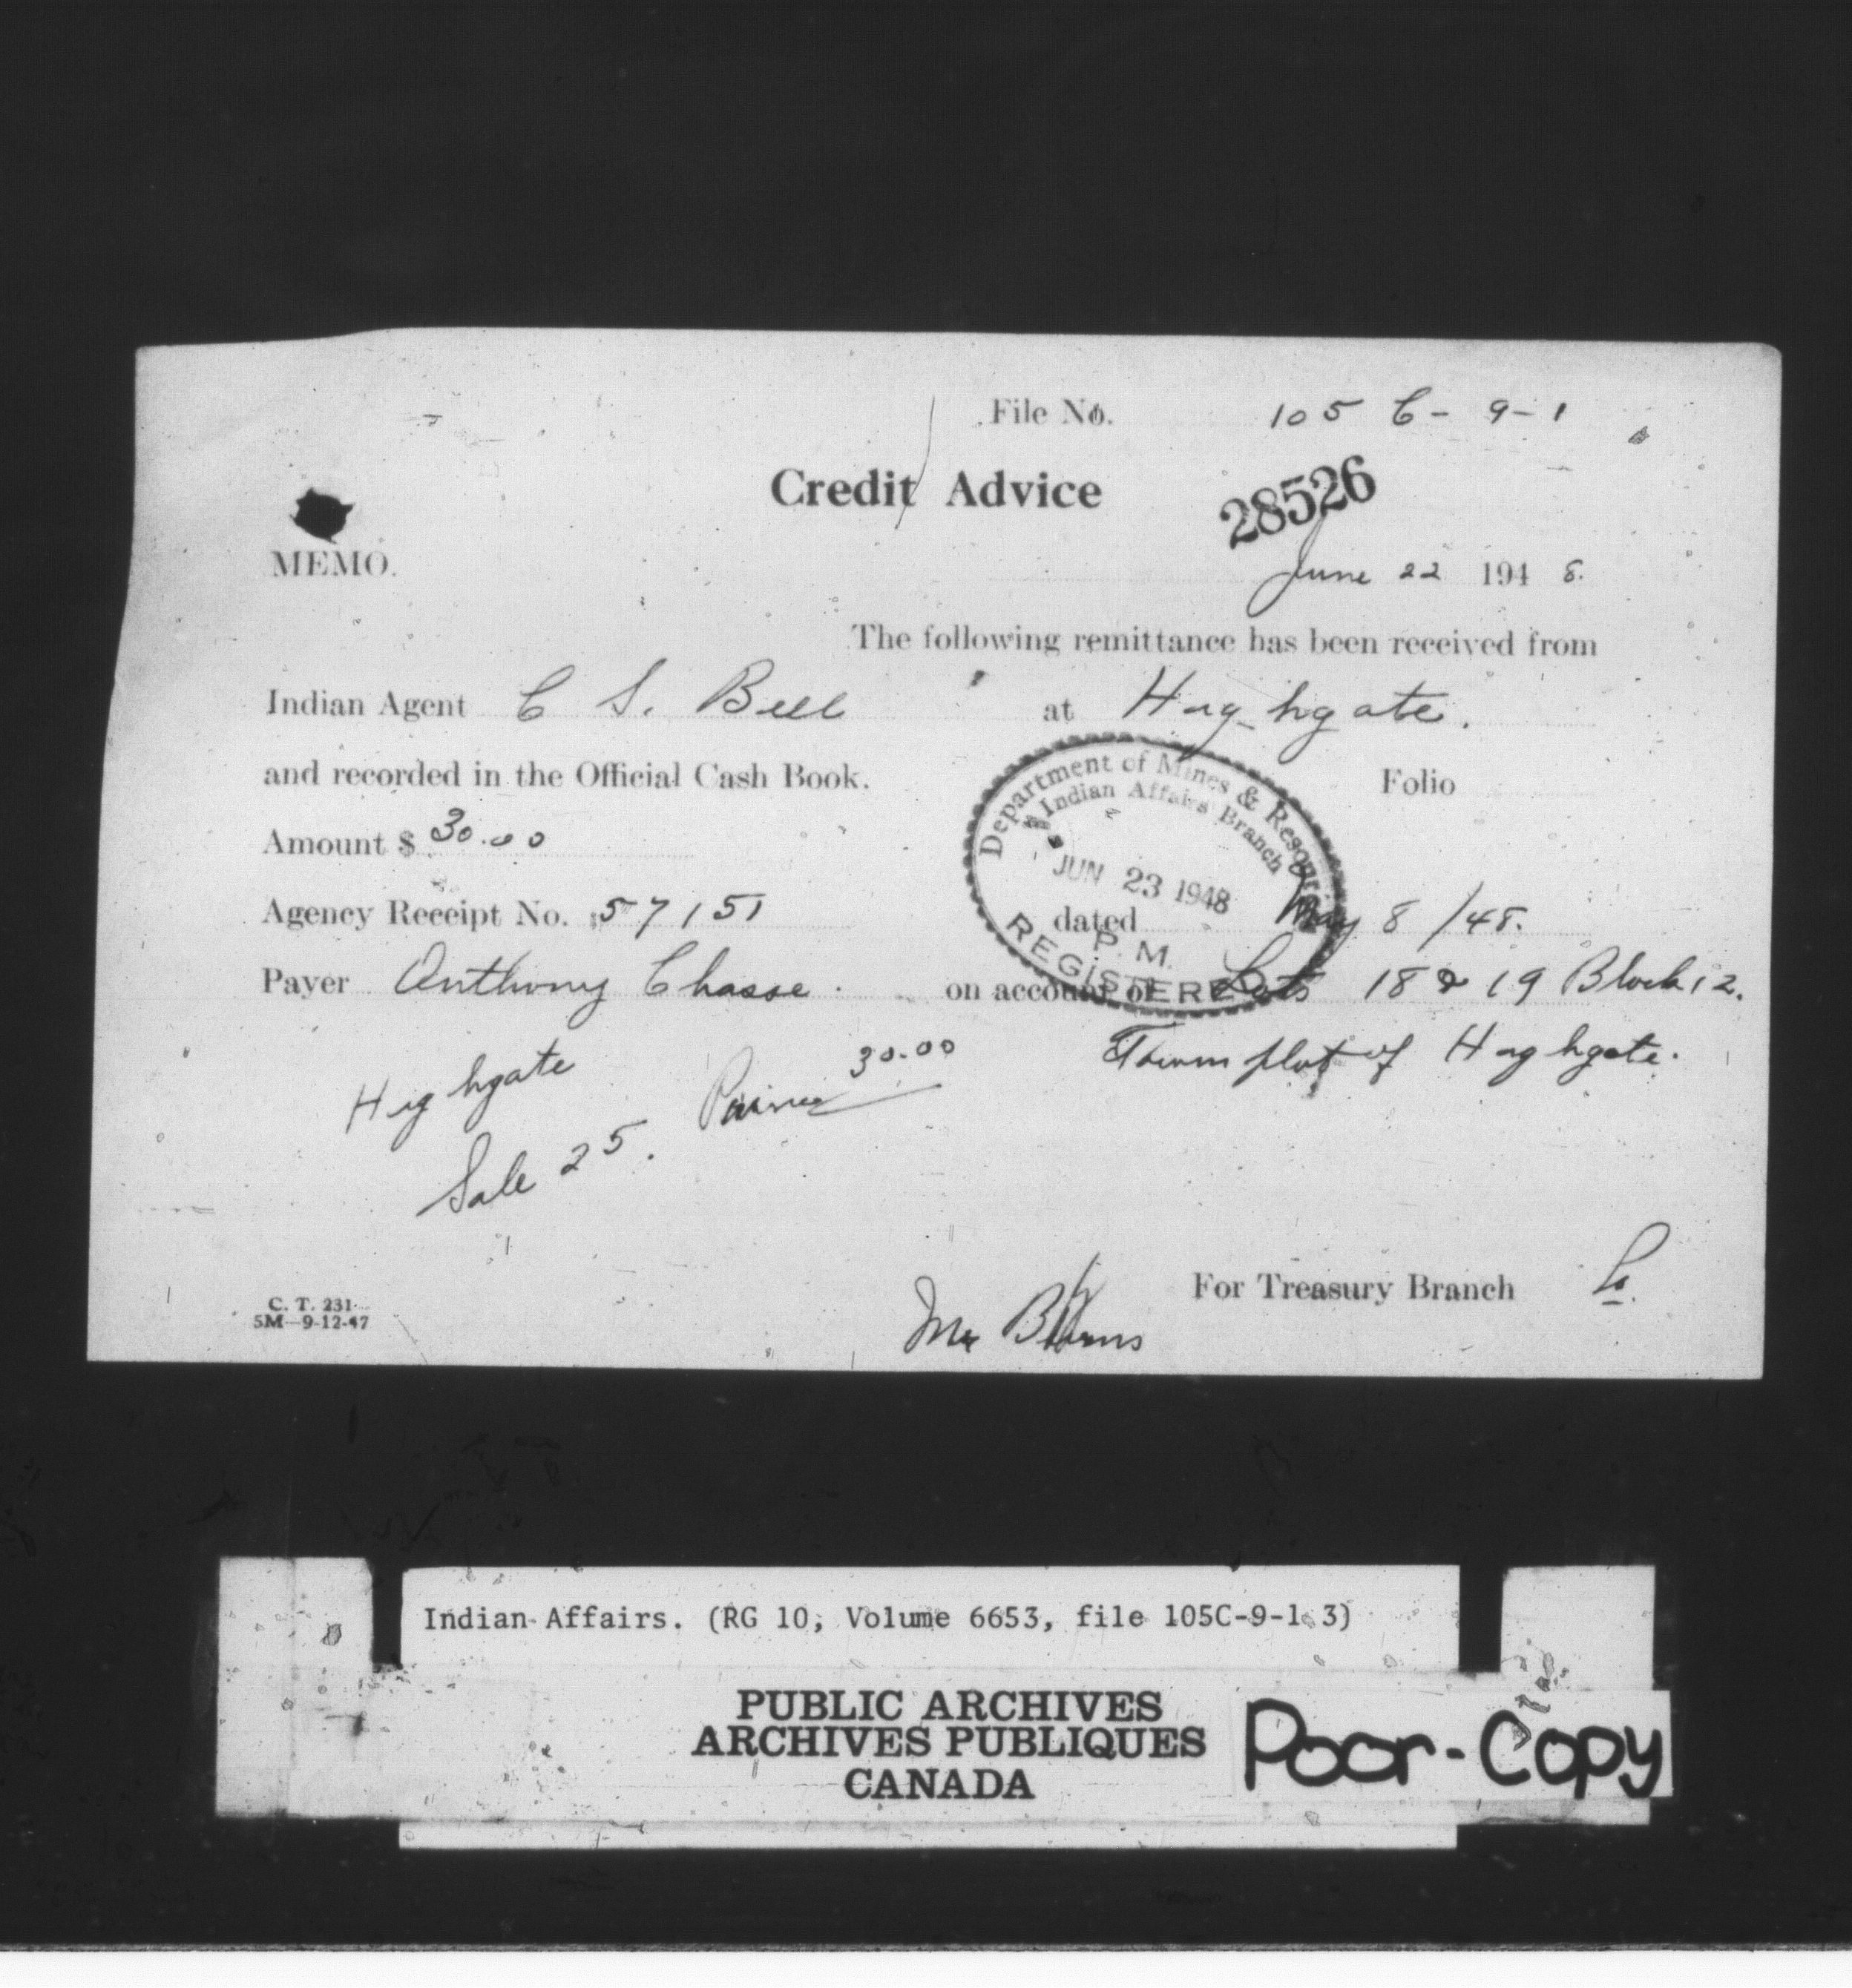 File No. 105 C - 9-1
Credit Advice
28526
MEMO.
June 22 1948.
The following remittance has been received from
Indian Agent C S. Bell at Highgate.
and recorded in the Official Cash Book. Folio
Amount $ 30.00
Agency Receipt No. 57151 dated May 8/48.
Payer Anthony Chasse. on account of Lots 18 & 19 Block 12.
Town plot of Highgate.
Department of Mines & Resources
Indian Affairs Branch
JUN 23 1948
P. M.
REGISTERED
Highgate 30.00
Sale 25.
For Treasury Branch
Mr Burns
C. T. 231
5M-9-12-47
Indian Affairs. (RG 10, Volume 6653, file 105C-9-1 3)
PUBLIC ARCHIVES
ARCHIVES PUBLIQUES
CANADA
Poor-Copy